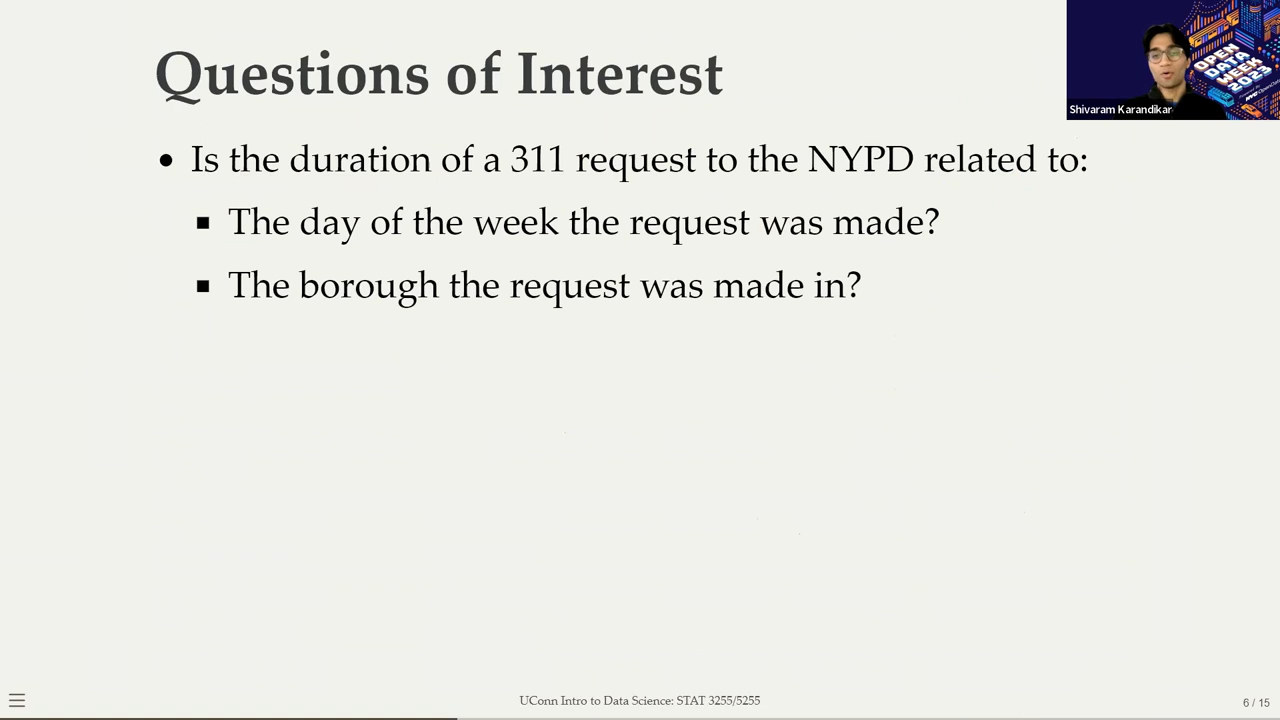 Questions of Interest
• Is the duration of a 311 request to the NYPD related to:
▪ The day of the week the request was made?
▪ The borough the request was made in?
OPEN
DATA
WEEK
2023
Shivaram Karandikar
UConn Intro to Data Science: STAT 3255/5255
6 / 15